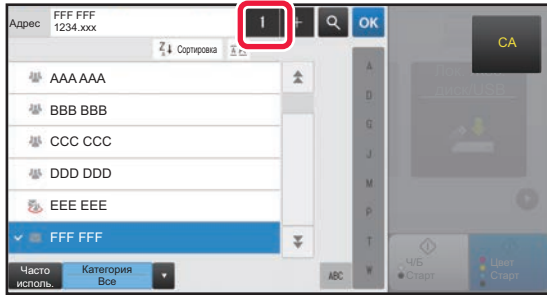 Адрес
FFF FFF
1234.xxx
1
+
OK
CA
Сортировка
AAA AAA
BBB BBB
CCC CCC
DDD DDD
EEE EEE
FFF FFF
A
D
G
J
M
P
T
W
Часто
исполь.
Категория
Все
ABC
Ч/Б
Старт
Цвет
Старт